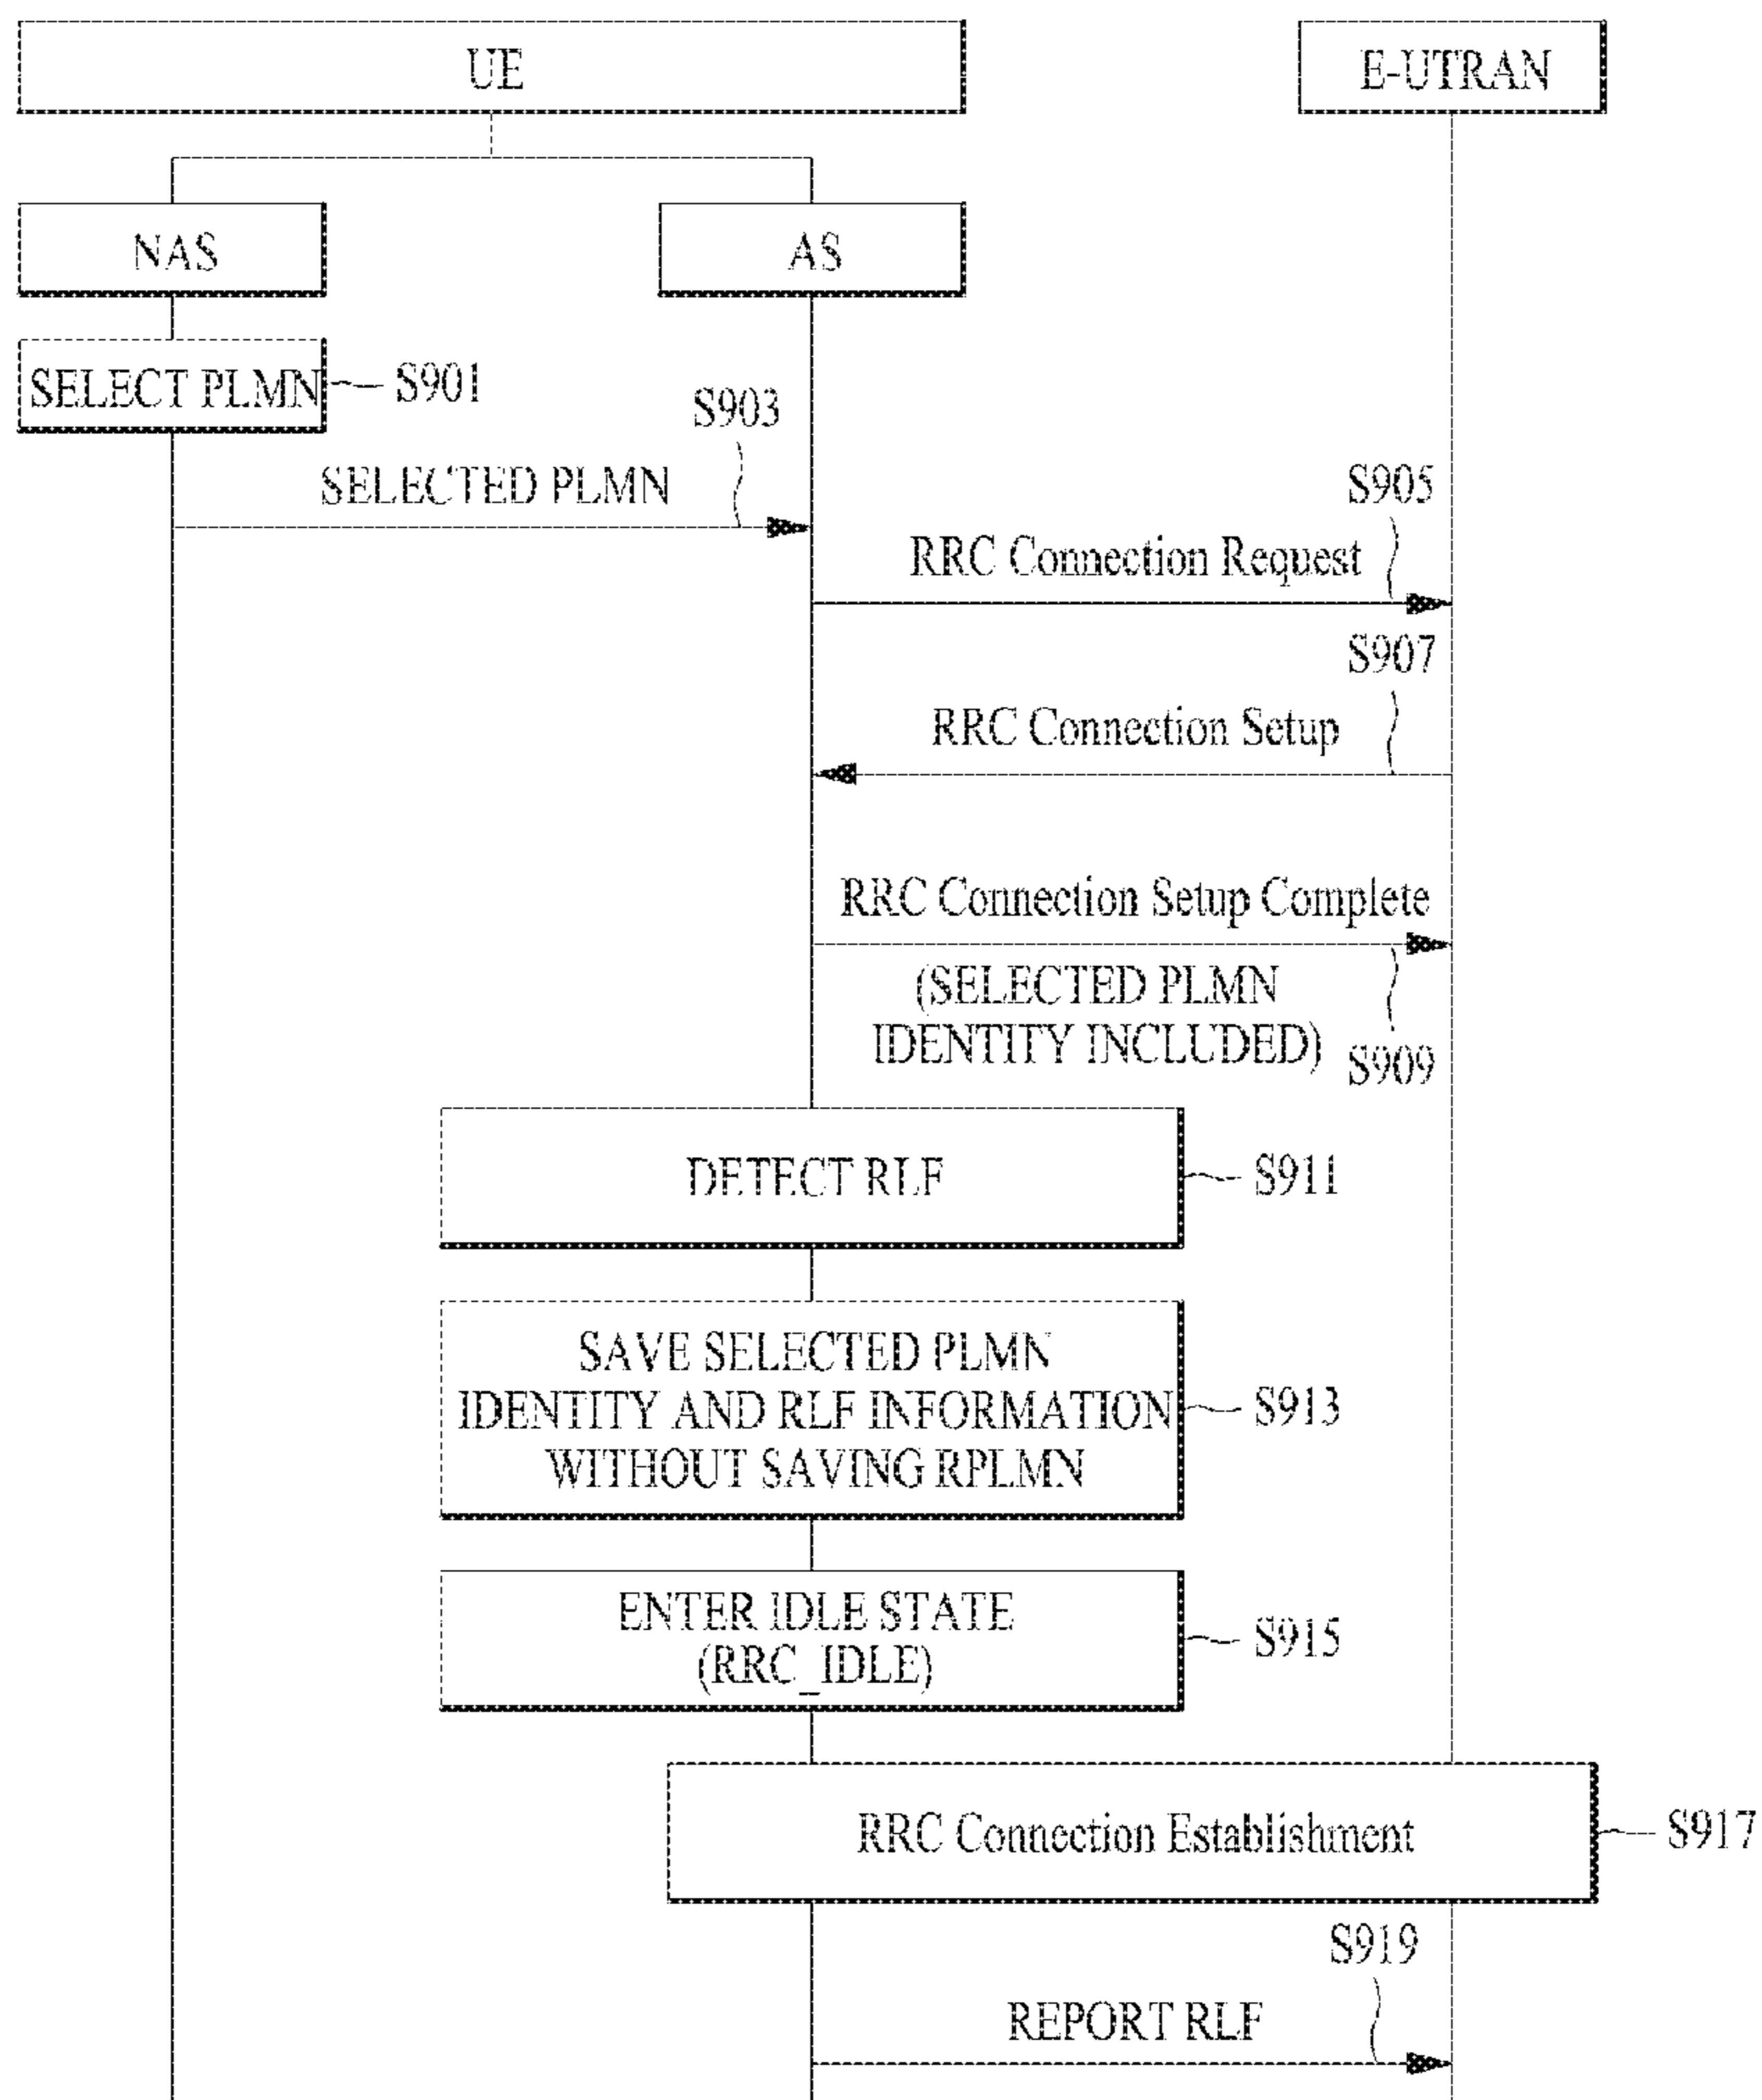 UE
E-UTRAN
NAS
AS
SELECT PLMN
S901
S903
SELECTED PLMN
S905
RRC Connection Request
S907
RRC Connection Setup
RRC Connection Setup Complete
(SELECTED PLMN
IDENTITY INCLUDED)
S909
DETECT RLF
S911
SAVE SELECTED PLMN
IDENTITY AND RLF INFORMATION
WITHOUT SAVING RPLMN
S913
ENTER IDLE STATE
(RRC_IDLE)
S915
RRC Connection Establishment
S917
S919
REPORT RLF